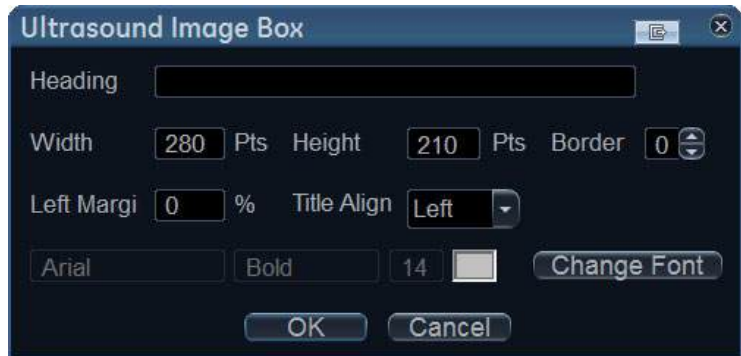 Ultrasound Image Box
Heading
Width 280 Pts Height 210 Pts Border 0
Left Margi 0 % Title Align Left
Arial Bold 14 Change Font
OK Cancel